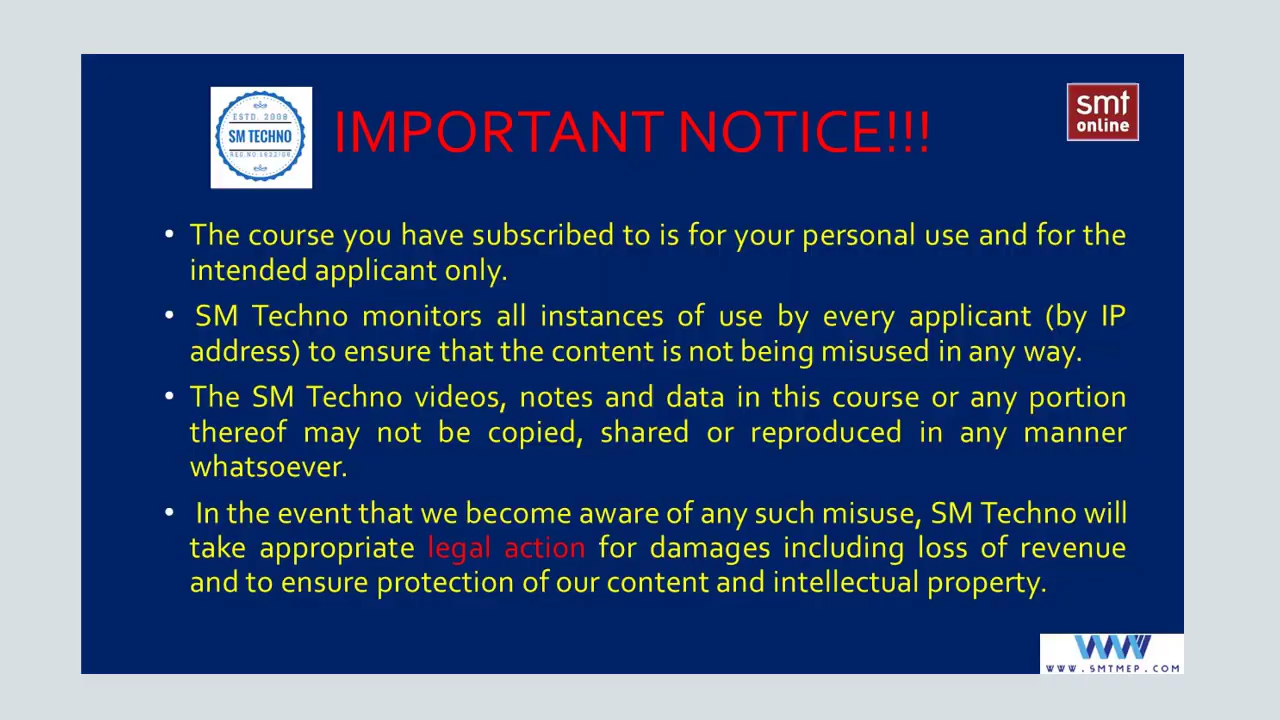 ESTD. 2008
SM TECHNO
IMPORTANT NOTICE!!!
smt
online
• The course you have subscribed to is for your personal use and for the
intended applicant only.
• SM Techno monitors all instances of use by every applicant (by IP
address) to ensure that the content is not being misused in any way.
• The SM Techno videos, notes and data in this course or any portion
thereof may not be copied, shared or reproduced in any manner
whatsoever.
• In the event that we become aware of any such misuse, SM Techno will
take appropriate legal action for damages including loss of revenue
and to ensure protection of our content and intellectual property.
WWW.SMTMEP.COM